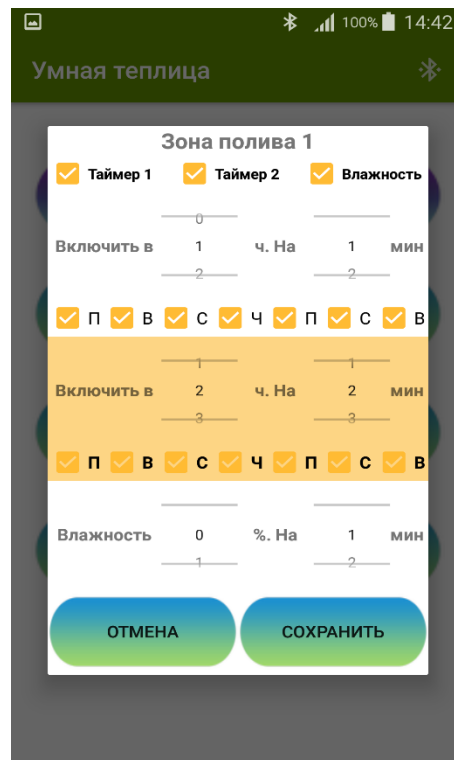 100% 14:42
Умная теплица
Зона полива 1
Таймер 1 Таймер 2 Влажность
0
Включить в 1 ч. На 1 мин
2 2
П В С Ч П С В
1 1
Включить в 2 ч. На 2 мин
3 3
П В С Ч П С В
Влажность 0 %. На 1 мин
1 2
ОТМЕНА СОХРАНИТЬ